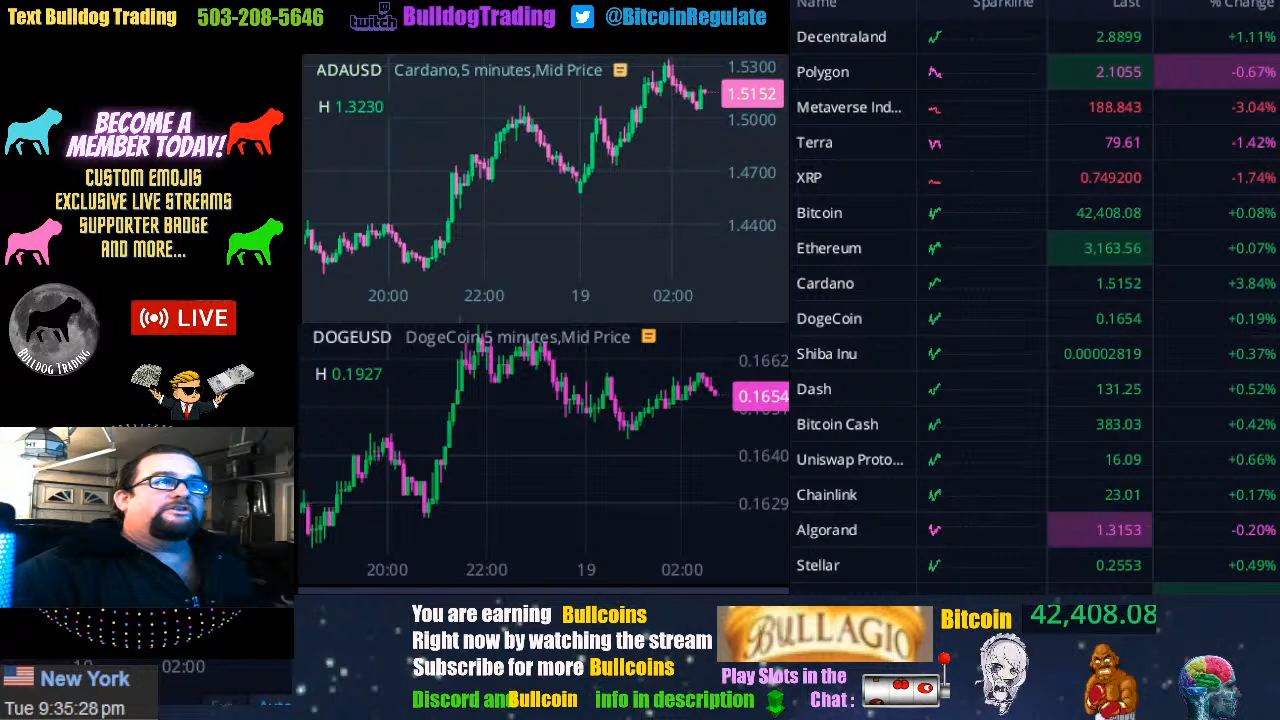 Text Bulldog Trading 503-208-5646 twitch BulldogTrading @BitcoinRegulate
BECOME A
MEMBER TODAY!
CUSTOM EMOJIS
EXCLUSIVE LIVE STREAMS
SUPPORTER BADGE
AND MORE...
BULLDOG TRADING
LIVE
ADAUSD Cardano,5 minutes,Mid Price
H 1.3230
1.5300
1.5152
1.5000
1.4700
1.4400
20:00 22:00 19 02:00
DOGEUSD DogeCoin,5 minutes,Mid Price
H 0.1927
0.1662
0.1654
0.1640
0.1629
20:00 22:00 19 02:00
Name Sparkline Last % Change
Decentraland 2.8899 +1.11%
Polygon 2.1055 -0.67%
Metaverse Ind... 188.843 -3.04%
Terra 79.61 -1.42%
XRP 0.749200 -1.74%
Bitcoin 42,408.08 +0.08%
Ethereum 3,163.56 +0.07%
Cardano 1.5152 +3.84%
DogeCoin 0.1654 +0.19%
Shiba Inu 0.00002819 +0.37%
Dash 131.25 +0.52%
Bitcoin Cash 383.03 +0.42%
Uniswap Proto... 16.09 +0.66%
Chainlink 23.01 +0.17%
Algorand 1.3153 -0.20%
Stellar 0.2553 +0.49%
HT
02:00
New York
Tue 9:35:28 pm
You are earning Bullcoins
Right now by watching the stream
Subscribe for more Bullcoins
Discord and Bullcoin info in description
BULLAGIO
Play Slots in the
Chat :
Bitcoin 42,408.08